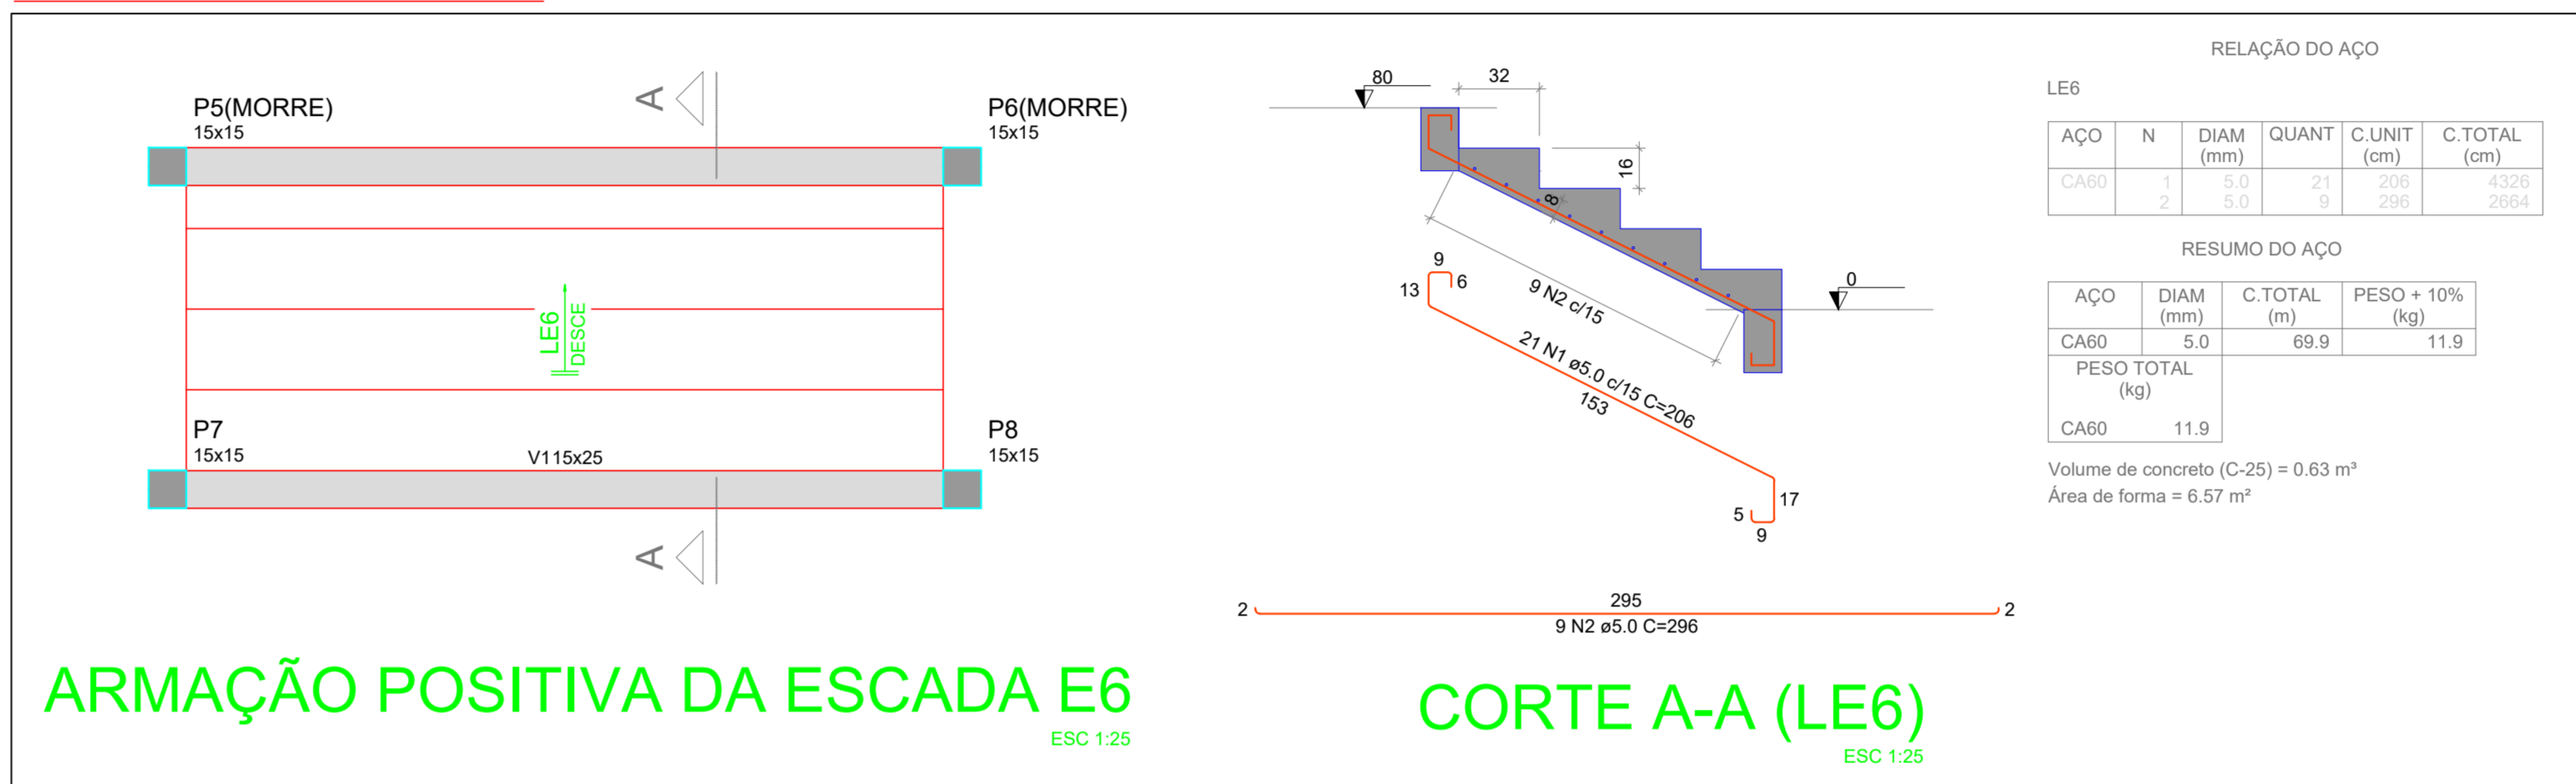 P5(MORRE)
15x15
A
P6(MORRE)
15x15
LE6
DESCE
P7
15x15
V115x25
P8
15x15
A
ARMAÇÃO POSITIVA DA ESCADA E6
ESC 1:25
80
32
16
8
0
9 N2 c/15
9
13
6
21 N1 ø5.0 c/15 C=206
153
17
5
9
295
2
2
9 N2 ø5.0 C=296
CORTE A-A (LE6)
ESC 1:25
RELAÇÃO DO AÇO
LE6
AÇO N DIAM QUANT C.UNIT C.TOTAL
(mm) (cm) (cm)
CA60 1 5.0 21 206 4326
2 5.0 9 296 2664
RESUMO DO AÇO
AÇO DIAM C.TOTAL PESO + 10%
(mm) (m) (kg)
CA60 5.0 69.9 11.9
PESO TOTAL
(kg)
CA60 11.9
Volume de concreto (C-25) = 0.63 m³
Área de forma = 6.57 m²